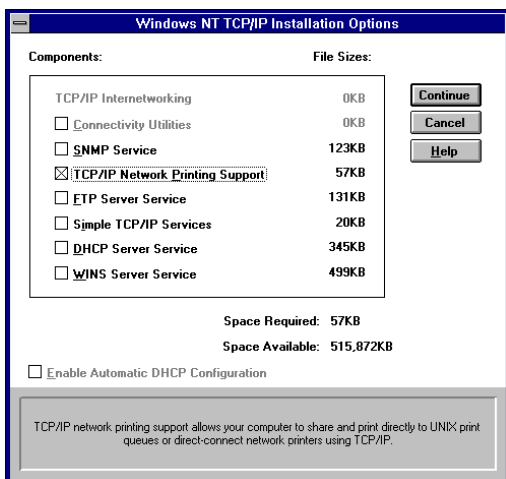 Windows NT TCP/IP Installation Options
Components: File Sizes:
TCP/IP Internetworking 0KB
Connectivity Utilities 0KB
SNMP Service 123KB
TCP/IP Network Printing Support 57KB
FTP Server Service 131KB
Simple TCP/IP Services 20KB
DHCP Server Service 345KB
WINS Server Service 499KB
Continue
Cancel
Help
Space Required: 57KB
Space Available: 515,872KB
Enable Automatic DHCP Configuration
TCP/IP network printing support allows your computer to share and print directly to UNIX print
queues or direct-connect network printers using TCP/IP.